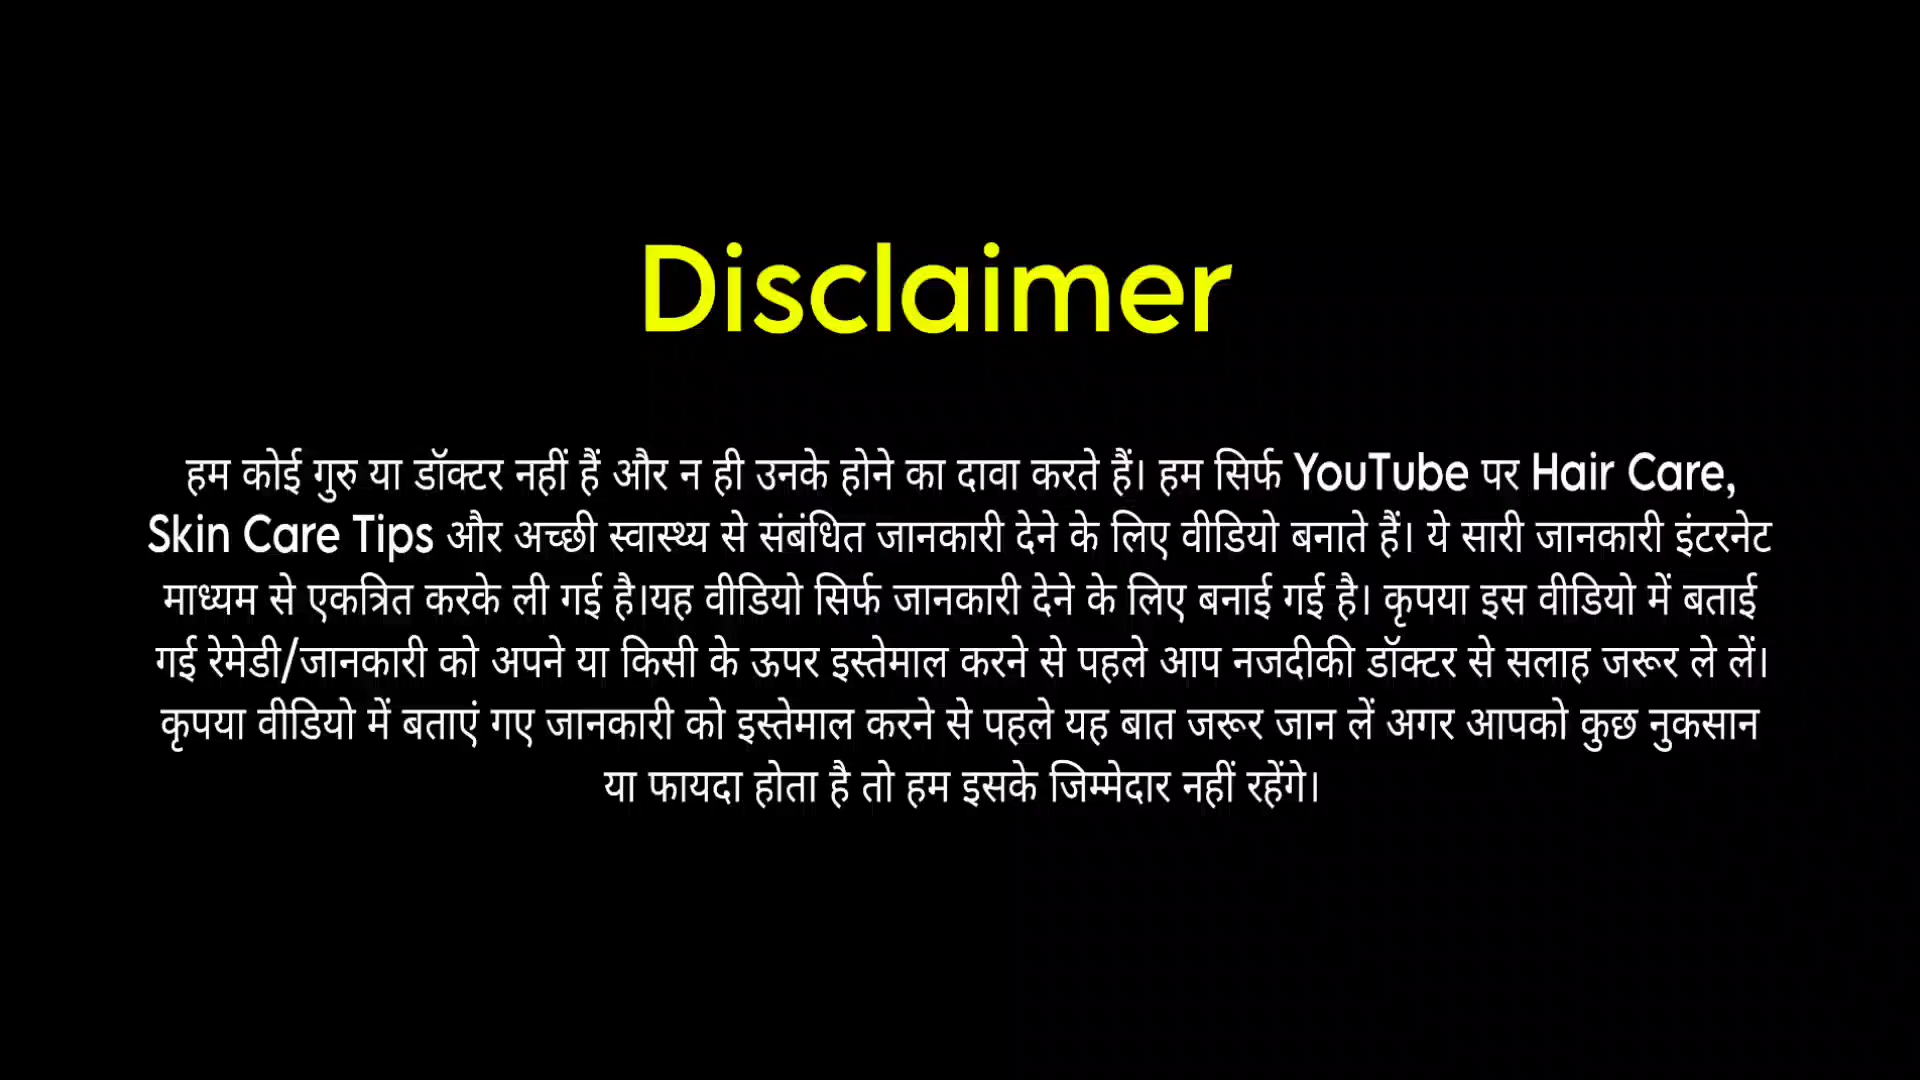 Disclaimer
हम कोई गुरु या डॉक्टर नहीं हैं और न ही उनके होने का दावा करते हैं। हम सिर्फ YouTube पर Hair Care,
Skin Care Tips और अच्छी स्वास्थ्य से संबंधित जानकारी देने के लिए वीडियो बनाते हैं। ये सारी जानकारी इंटरनेट
माध्यम से एकत्रित करके ली गई है।यह वीडियो सिर्फ जानकारी देने के लिए बनाई गई है। कृपया इस वीडियो में बताई
गई रेमेडी/जानकारी को अपने या किसी के ऊपर इस्तेमाल करने से पहले आप नजदीकी डॉक्टर से सलाह जरूर ले लें।
कृपया वीडियो में बताएं गए जानकारी को इस्तेमाल करने से पहले यह बात जरूर जान लें अगर आपको कुछ नुकसान
या फायदा होता है तो हम इसके जिम्मेदार नहीं रहेंगे।